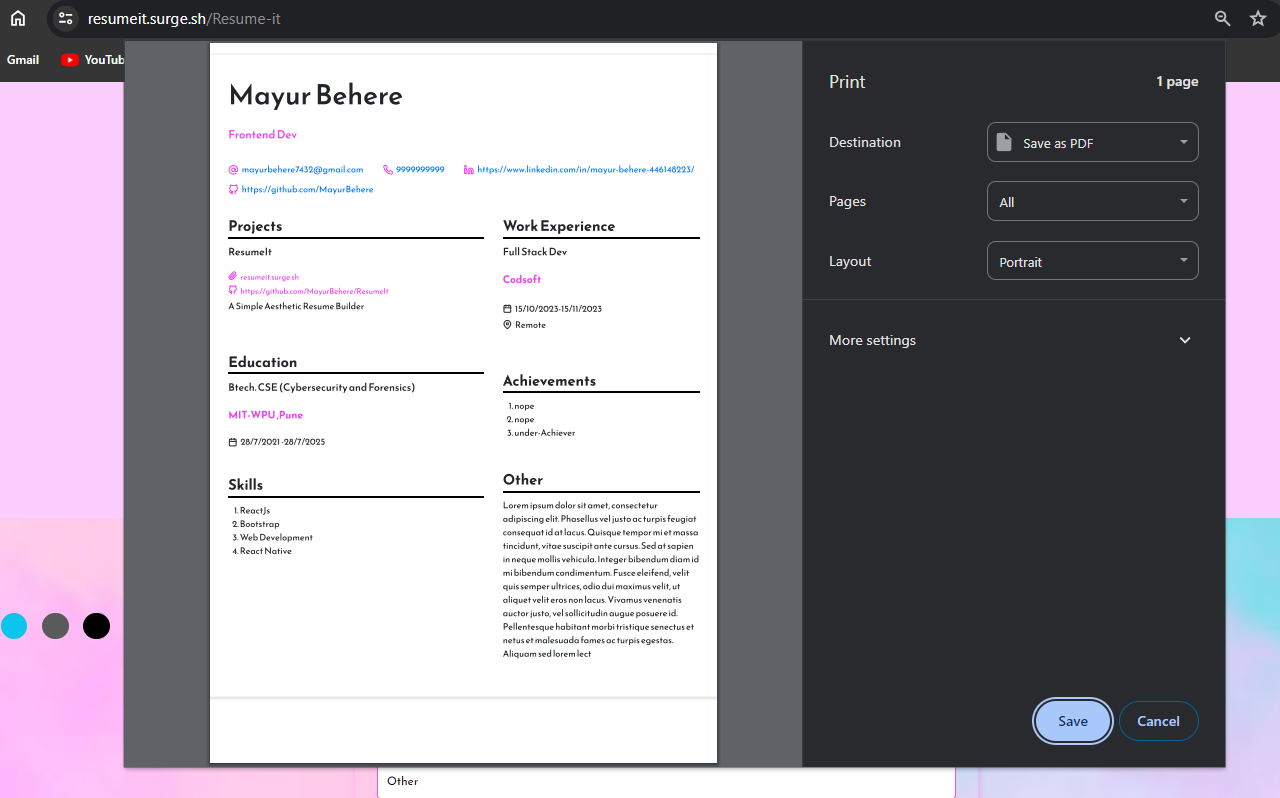 resumeit.surge.sh/Resume-it
Gmail
YouTub
Mayur Behere
Frontend Dev
mayurbehere7432@gmail.com
9999999999
https://www.linkedin.com/in/mayur-behere-446148223/
https://github.com/MayurBehere
Projects
ResumeIt
resumeit.surge.sh
https://github.com/MayurBehere/ResumeIt
A Simple Aesthetic Resume Builder
Education
Btech. CSE (Cybersecurity and Forensics)
MIT-WPU ,Pune
28/7/2021 -28/7/2025
Skills
1. ReactJs
2. Bootstrap
3. Web Development
4. React Native
Work Experience
Full Stack Dev
Codsoft
15/10/2023-15/11/2023
Remote
Achievements
1. nope
2. nope
3. under-Achiever
Other
Lorem ipsum dolor sit amet, consectetur
adipiscing elit. Phasellus vel justo ac turpis feugiat
consequat id at lacus. Quisque tempor mi et massa
tincidunt, vitae suscipit ante cursus. Sed at sapien
in neque mollis vehicula. Integer bibendum diam id
mi bibendum condimentum. Fusce eleifend, velit
quis semper ultrices, odio dui maximus velit, ut
aliquet velit eros non lacus. Vivamus venenatis
auctor justo, vel sollicitudin augue posuere id.
Pellentesque habitant morbi tristique senectus et
netus et malesuada fames ac turpis egestas.
Aliquam sed lorem lect
Print
1 page
Destination
Save as PDF
Pages
All
Layout
Portrait
More settings
Save
Cancel
Other